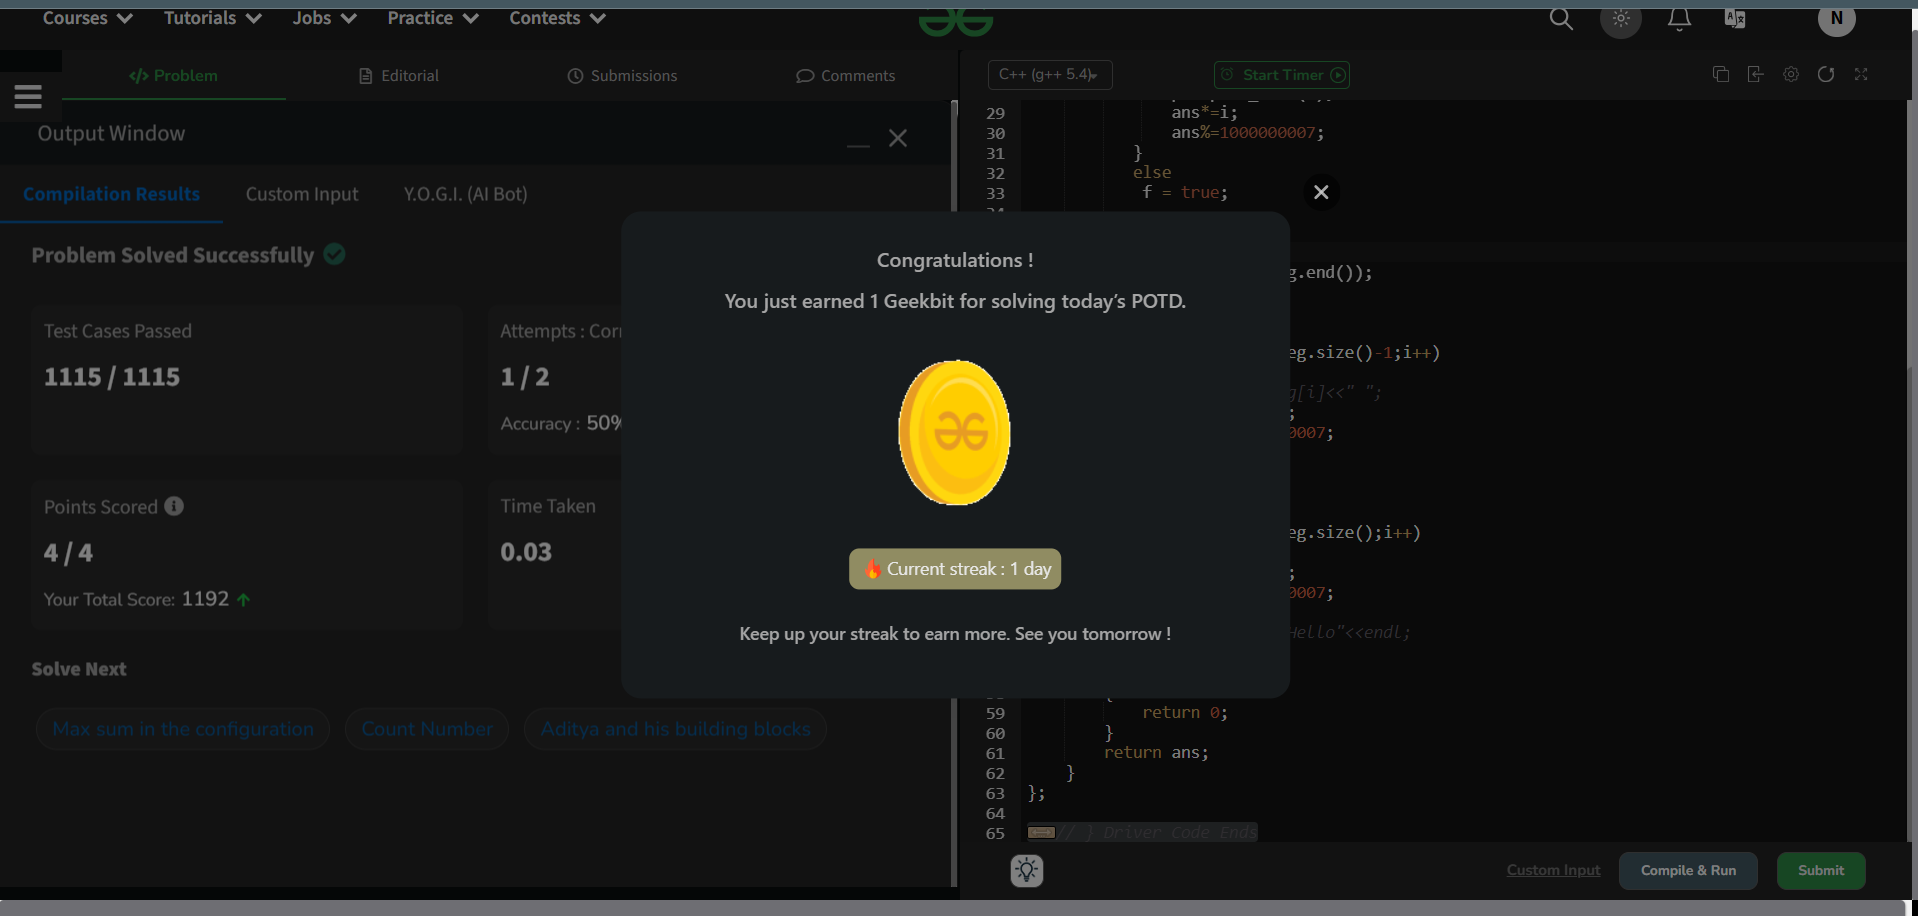 Courses Tutorials Jobs Practice Contests
N
</> Problem Editorial Submissions Comments
C++ (g++ 5.4) Start Timer
Output Window
Compilation Results Custom Input Y.O.G.I. (AI Bot)
Problem Solved Successfully
Test Cases Passed
1115 / 1115
Attempts : Corr
1 / 2
Accuracy : 50%
Points Scored
4 / 4
Your Total Score: 1192
Time Taken
0.03
Solve Next
Max sum in the configuration Count Number Aditya and his building blocks
Congratulations !
You just earned 1 Geekbit for solving today's POTD.
Current streak : 1 day
Keep up your streak to earn more. See you tomorrow !
29 ans*=i;
30 ans%=1000000007;
31 }
32 else
33 f = true;
g.end());
eg.size()-1;i++)
g[i]<<" ";
;
0007;
eg.size();i++)
;
0007;
Hello"<<endl;
{
59 return 0;
60 }
61 return ans;
62 }
63 };
64
65 // } Driver Code Ends
Custom Input Compile & Run Submit